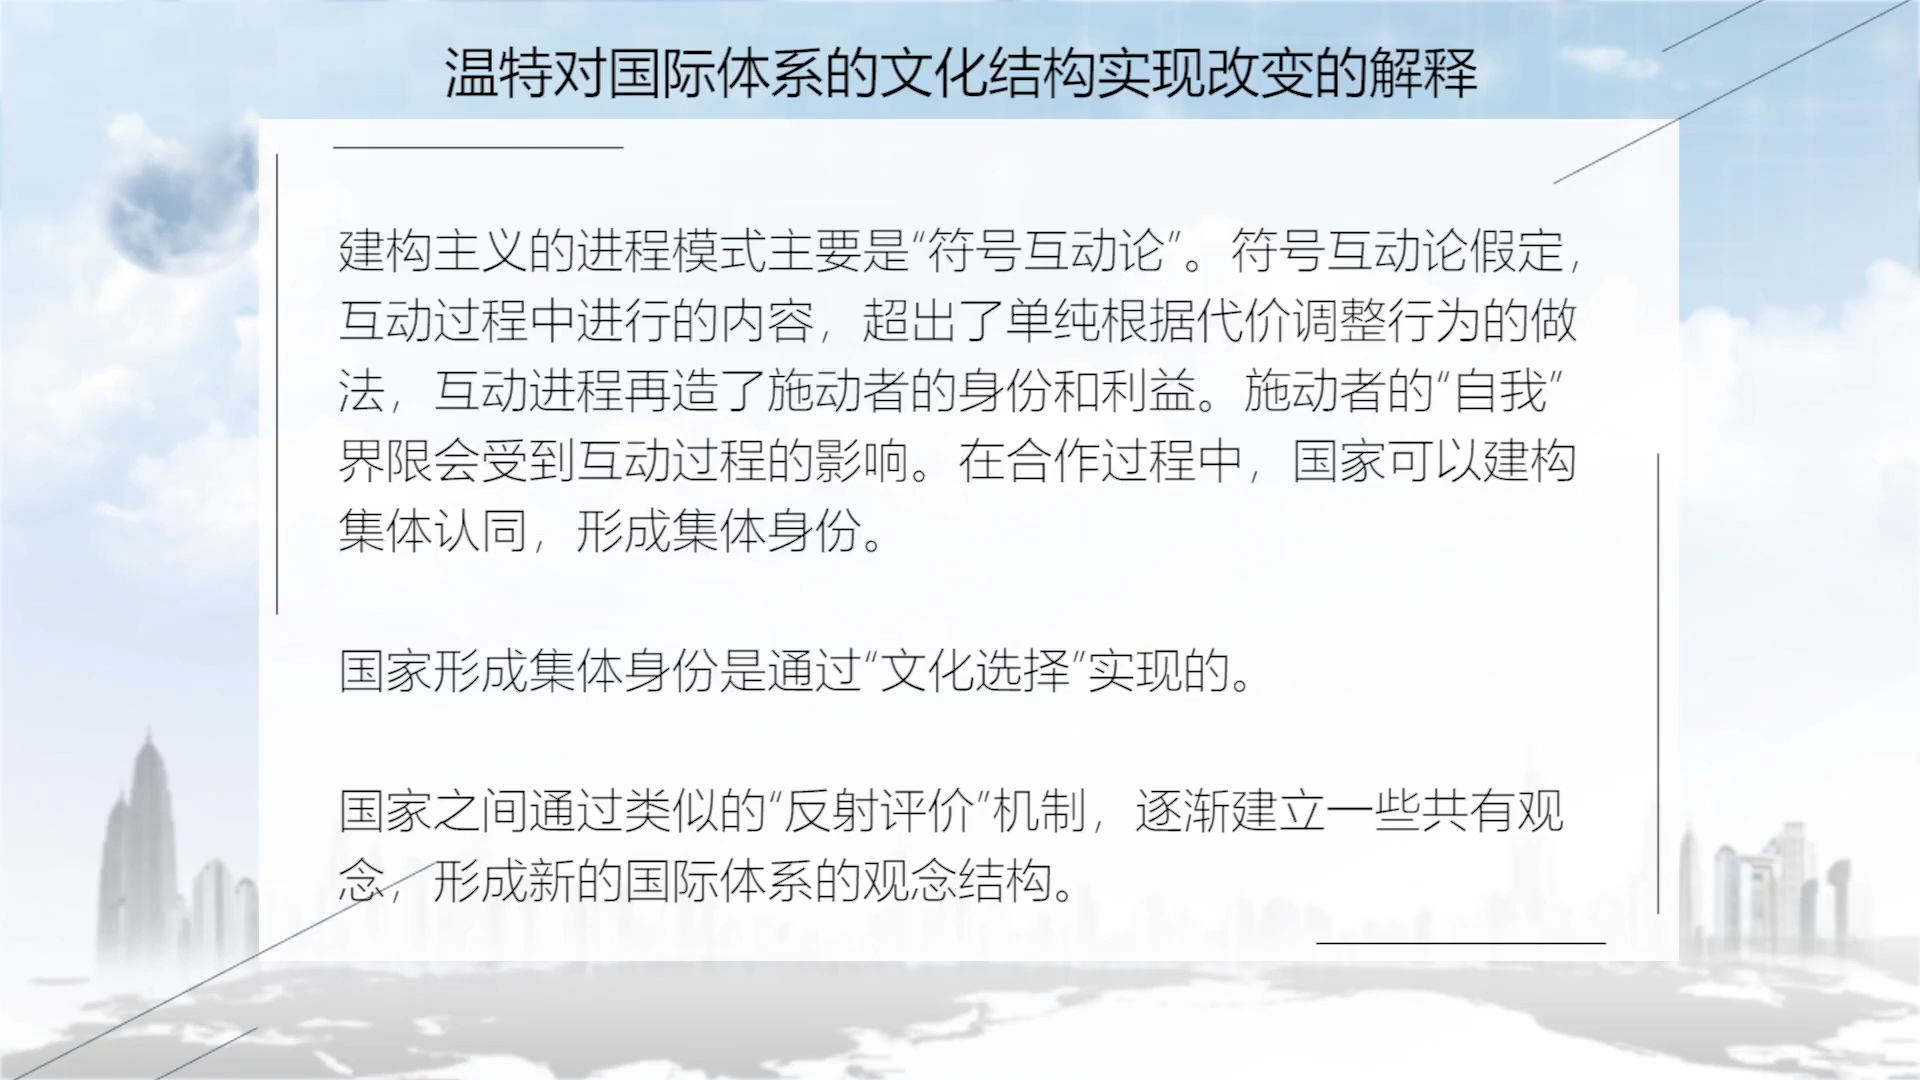 温特对国际体系的文化结构实现改变的解释
建构主义的进程模式主要是“符号互动论”。符号互动论假定，
互动过程中进行的内容，超出了单纯根据代价调整行为的做
法，互动进程再造了施动者的身份和利益。施动者的“自我”
界限会受到互动过程的影响。在合作过程中，国家可以建构
集体认同，形成集体身份。
国家形成集体身份是通过“文化选择”实现的。
国家之间通过类似的“反射评价”机制，逐渐建立一些共有观
念，形成新的国际体系的观念结构。